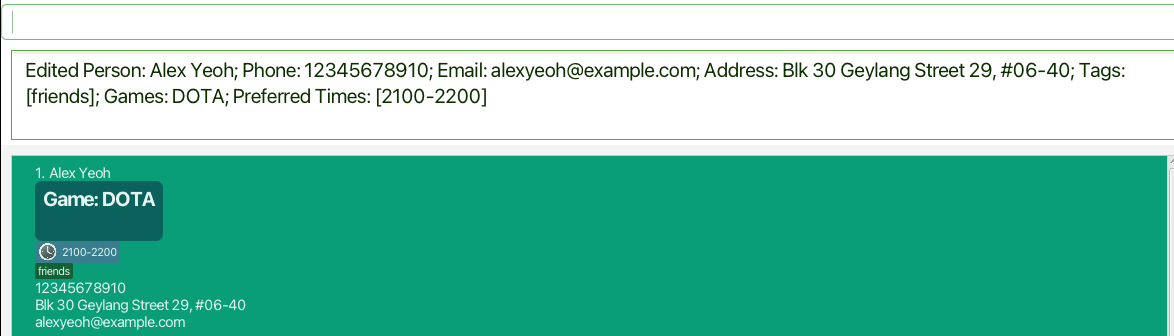 Edited Person: Alex Yeoh; Phone: 12345678910; Email: alexyeoh@example.com; Address: Blk 30 Geylang Street 29, #06-40; Tags:
[friends]; Games: DOTA; Preferred Times: [2100-2200]
1. Alex Yeoh
Game: DOTA
2100-2200
friends
12345678910
Blk 30 Geylang Street 29, #06-40
alexyeoh@example.com